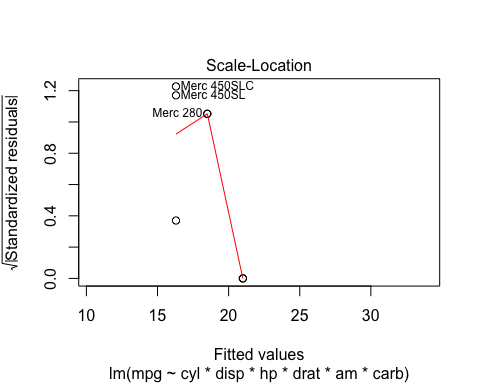 Scale-Location
√|Standardized residuals|
0.0 0.4 0.8 1.2
Merc 450SLC
Merc 450SL
Merc 280
10 15 20 25 30
Fitted values
lm(mpg ~ cyl * disp * hp * drat * am * carb)